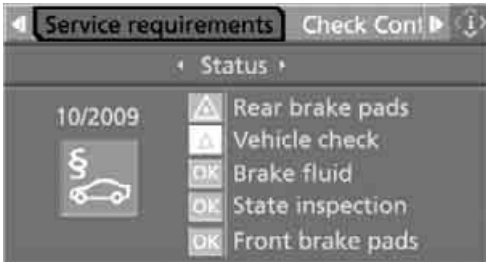 Service requirements Check Cont
Status
10/2009
§
Rear brake pads
Vehicle check
OK Brake fluid
OK State inspection
OK Front brake pads